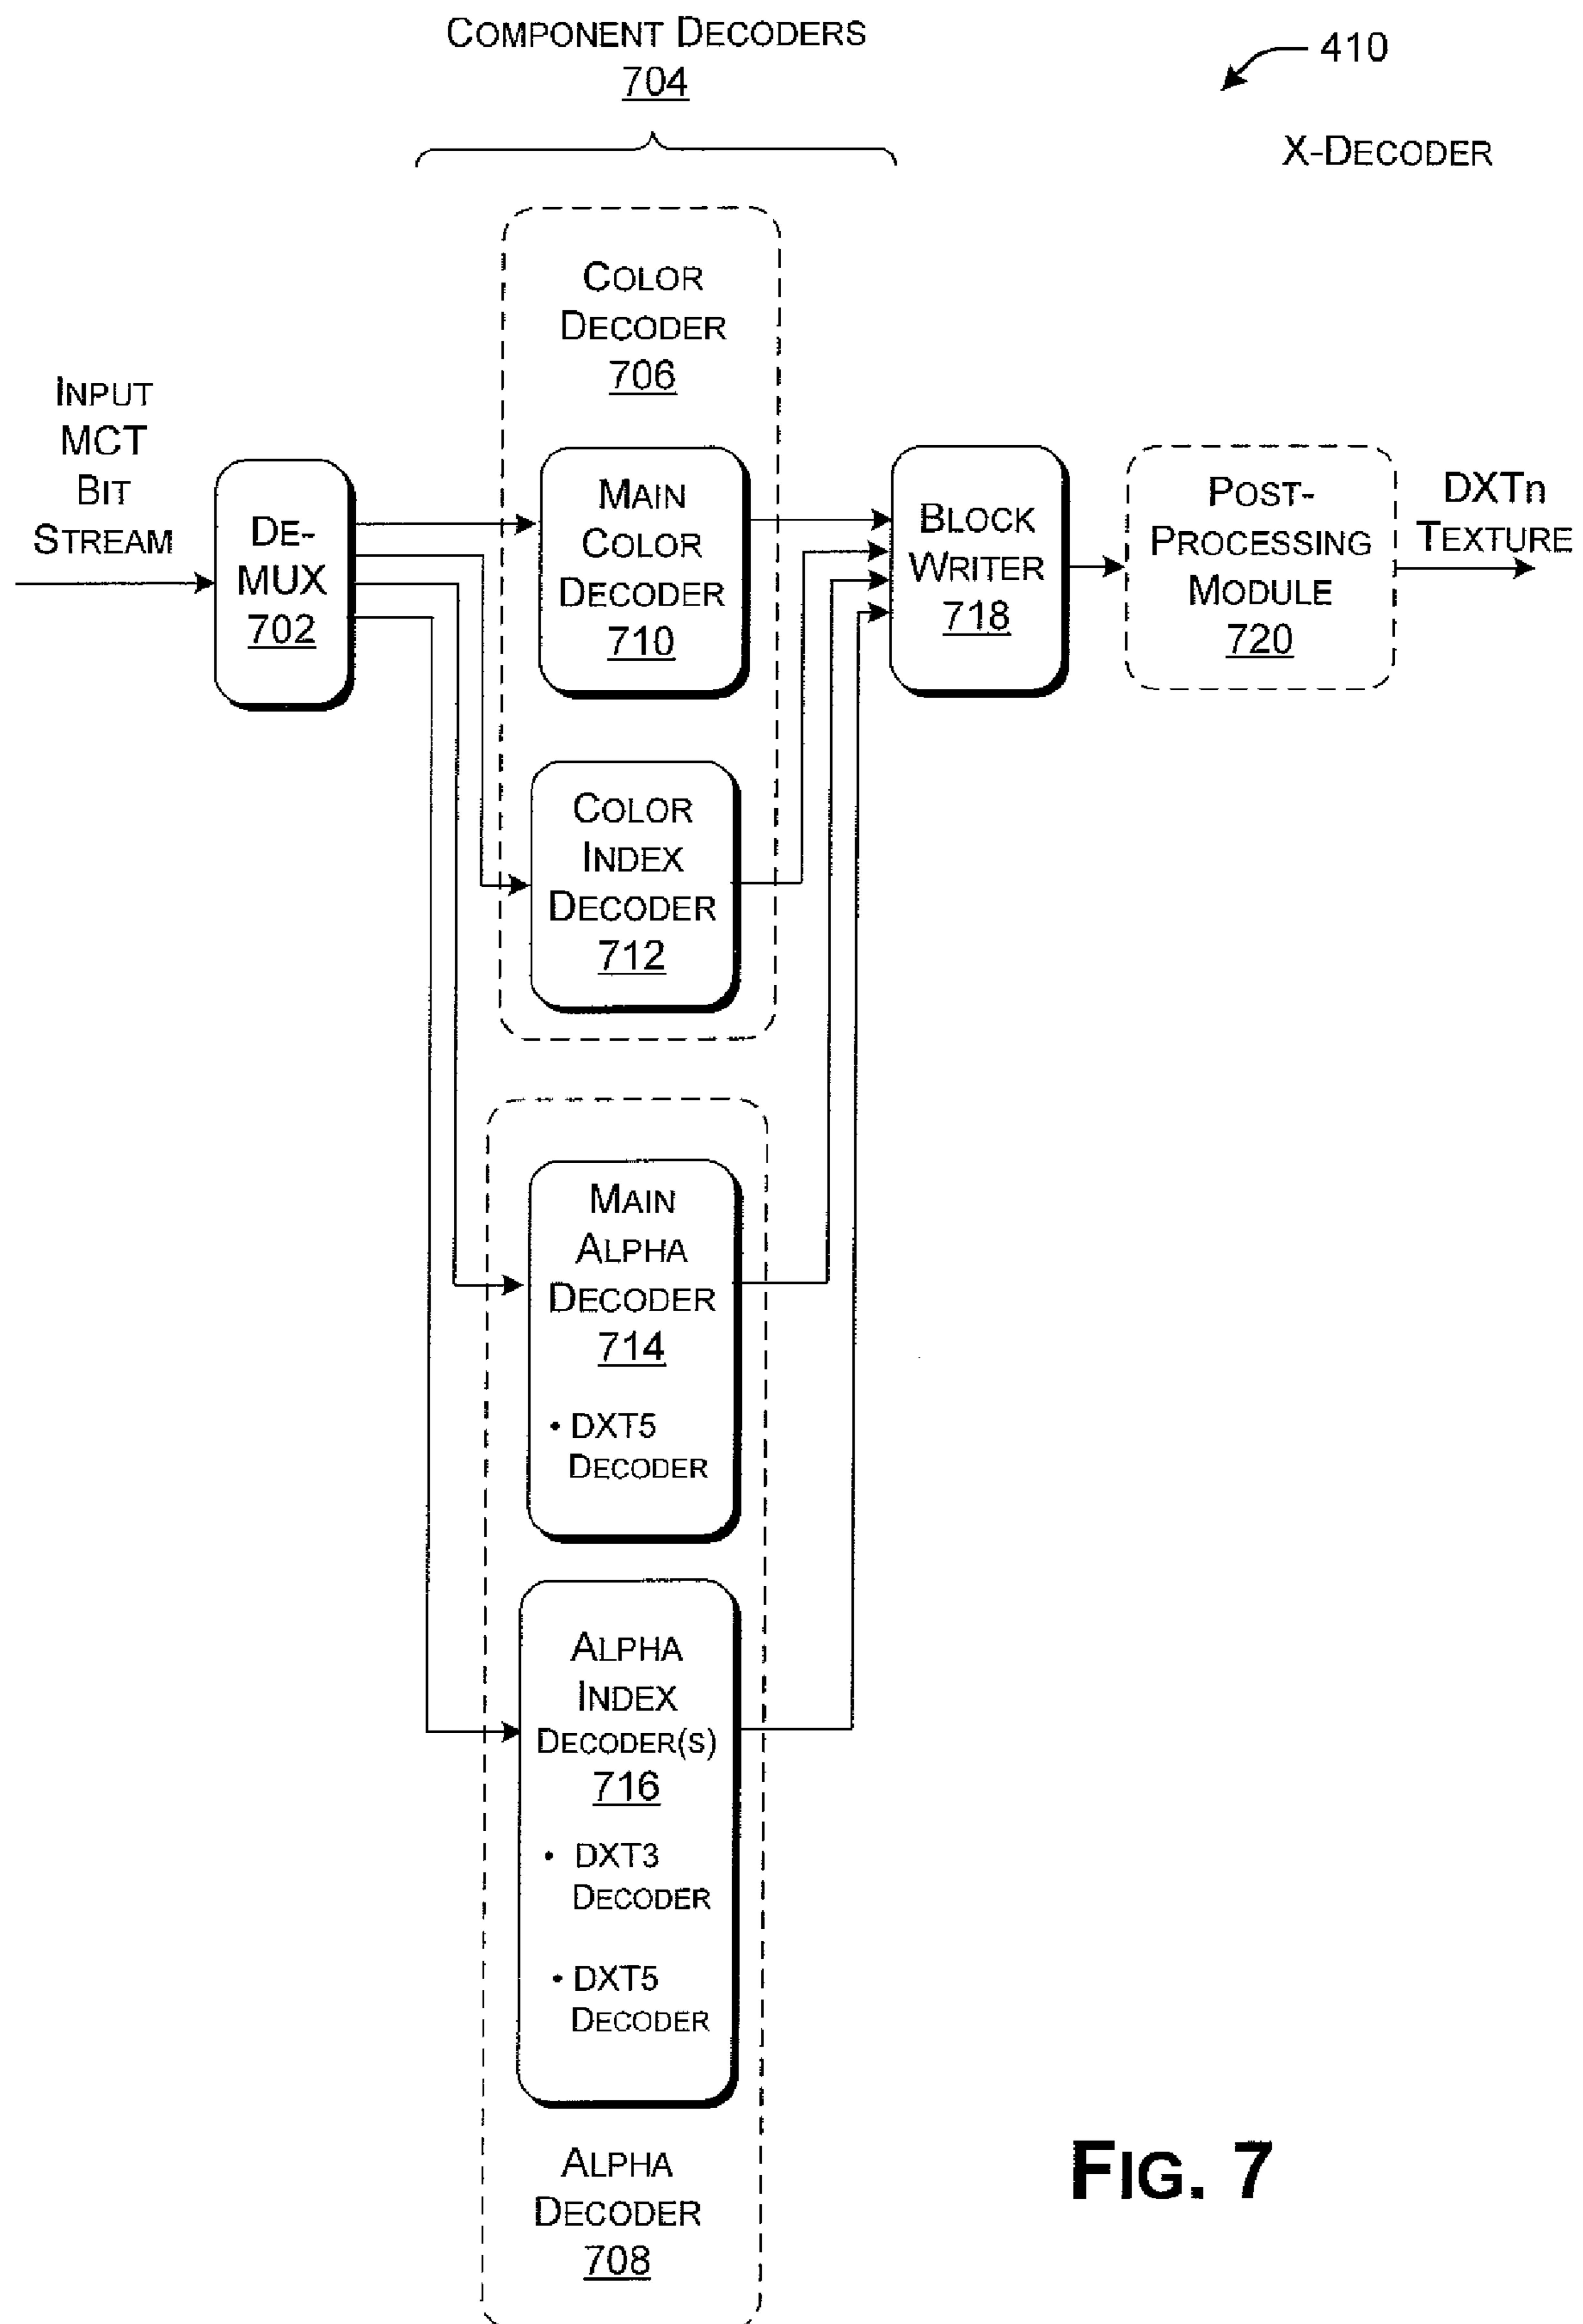 COMPONENT DECODERS
704
410
X-DECODER
COLOR
DECODER
706
INPUT
MCT
BIT
STREAM
DE-
MUX
702
MAIN
COLOR
DECODER
710
BLOCK
WRITER
718
POST-
PROCESSING
MODULE
720
DXTn
TEXTURE
COLOR
INDEX
DECODER
712
MAIN
ALPHA
DECODER
714
• DXT5
DECODER
ALPHA
INDEX
DECODER(S)
716
• DXT3
DECODER
• DXT5
DECODER
ALPHA
DECODER
708
FIG. 7